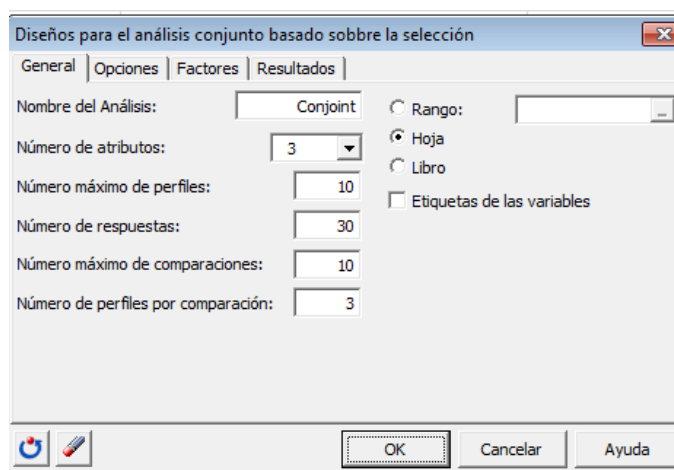 Diseños para el análisis conjunto basado sobbre la selección
General Opciones Factores Resultados
Nombre del Análisis: Conjoint
Número de atributos: 3
Número máximo de perfiles: 10
Número de respuestas: 30
Número máximo de comparaciones: 10
Número de perfiles por comparación: 3
Rango: ...
Hoja
Libro
Etiquetas de las variables
OK Cancelar Ayuda